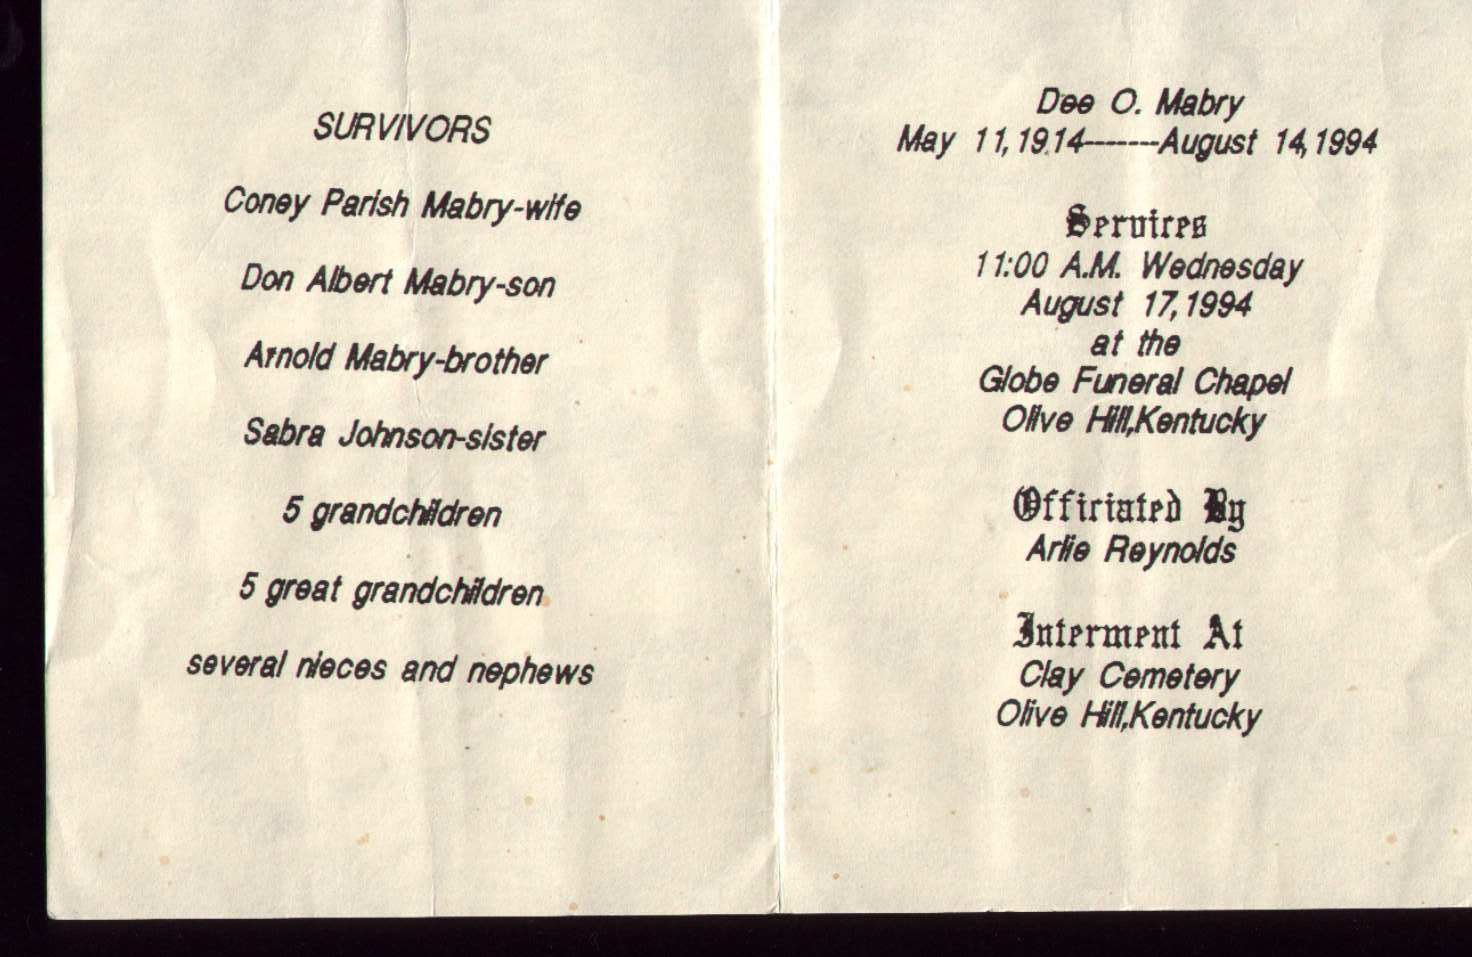 SURVIVORS
Coney Parish Mabry-wife
Don Albert Mabry-son
Arnold Mabry-brother
Sabra Johnson-sister
5 grandchildren
5 great grandchildren
several nieces and nephews
Dee O. Mabry
May 11,1914-------August 14,1994
Services
11:00 A.M. Wednesday
August 17,1994
at the
Globe Funeral Chapel
Olive Hill,Kentucky
Officiated By
Arlie Reynolds
Interment At
Clay Cemetery
Olive Hill,Kentucky